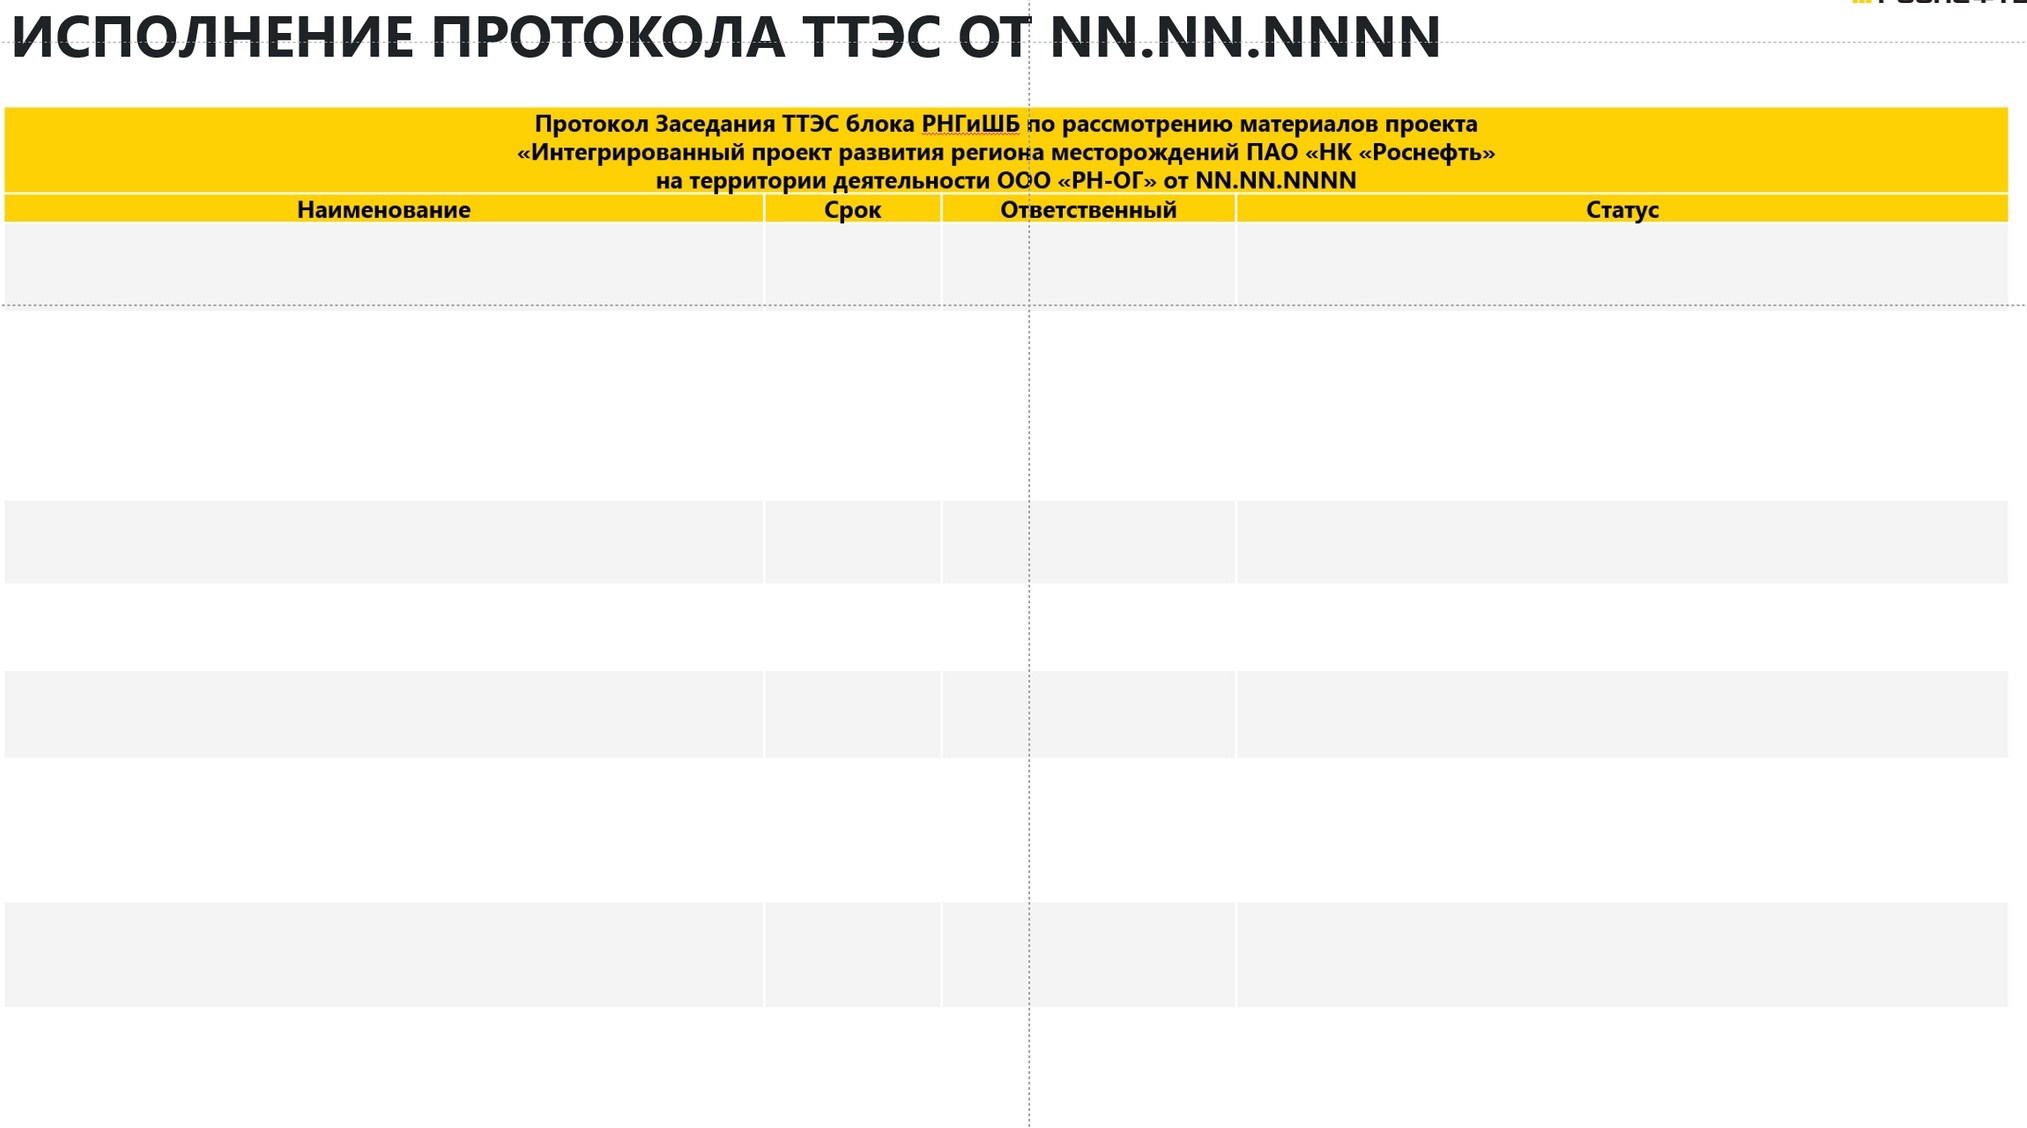 ИСПОЛНЕНИЕ ПРОТОКОЛА ТТЭС ОТ NN.NN.NNNN
Протокол Заседания ТТЭС блока РНГиШБ по рассмотрению материалов проекта
«Интегрированный проект развития региона месторождений ПАО «НК «Роснефть»
на территории деятельности ООО «РН-ОГ» от NN.NN.NNNN
Наименование Срок Ответственный Статус